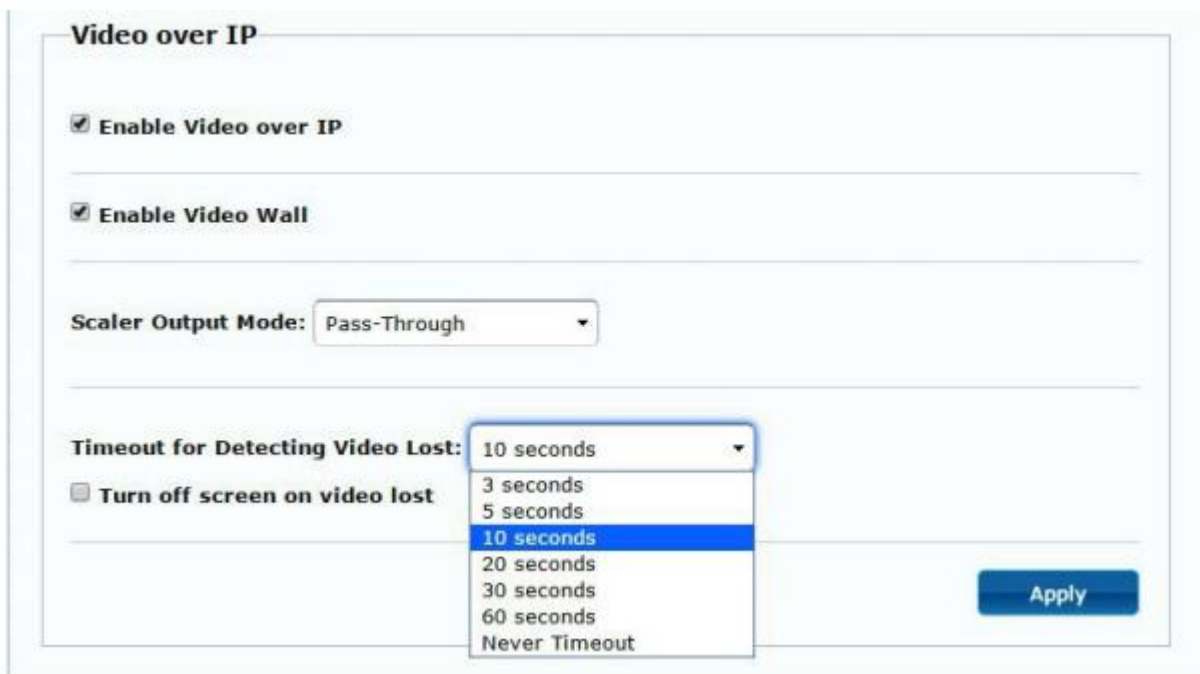 Video over IP
Enable Video over IP
Enable Video Wall
Scaler Output Mode: Pass-Through
Timeout for Detecting Video Lost: 10 seconds
Turn off screen on video lost
3 seconds
5 seconds
10 seconds
20 seconds
30 seconds
60 seconds
Never Timeout
Apply